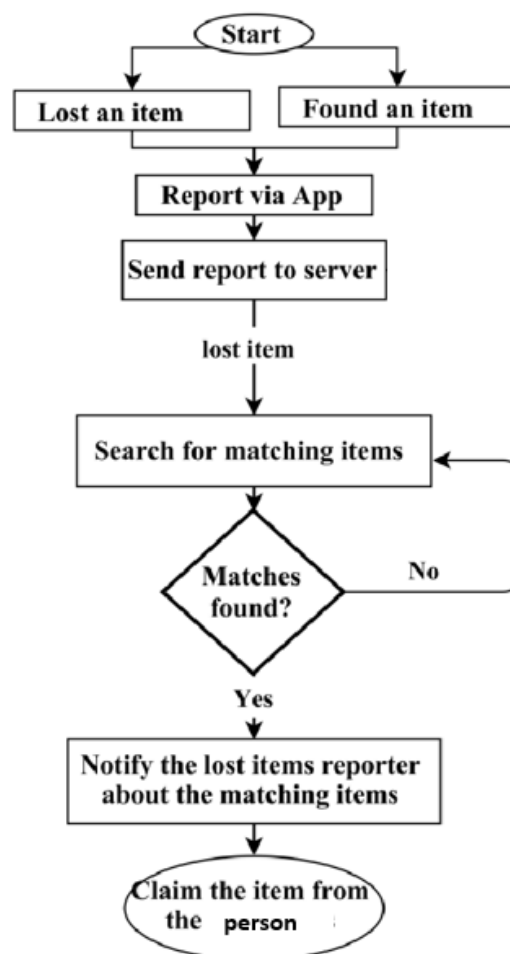 Start
Lost an item
Found an item
Report via App
Send report to server
lost item
Search for matching items
Matches
found?
No
Yes
Notify the lost items reporter
about the matching items
Claim the item from
the person